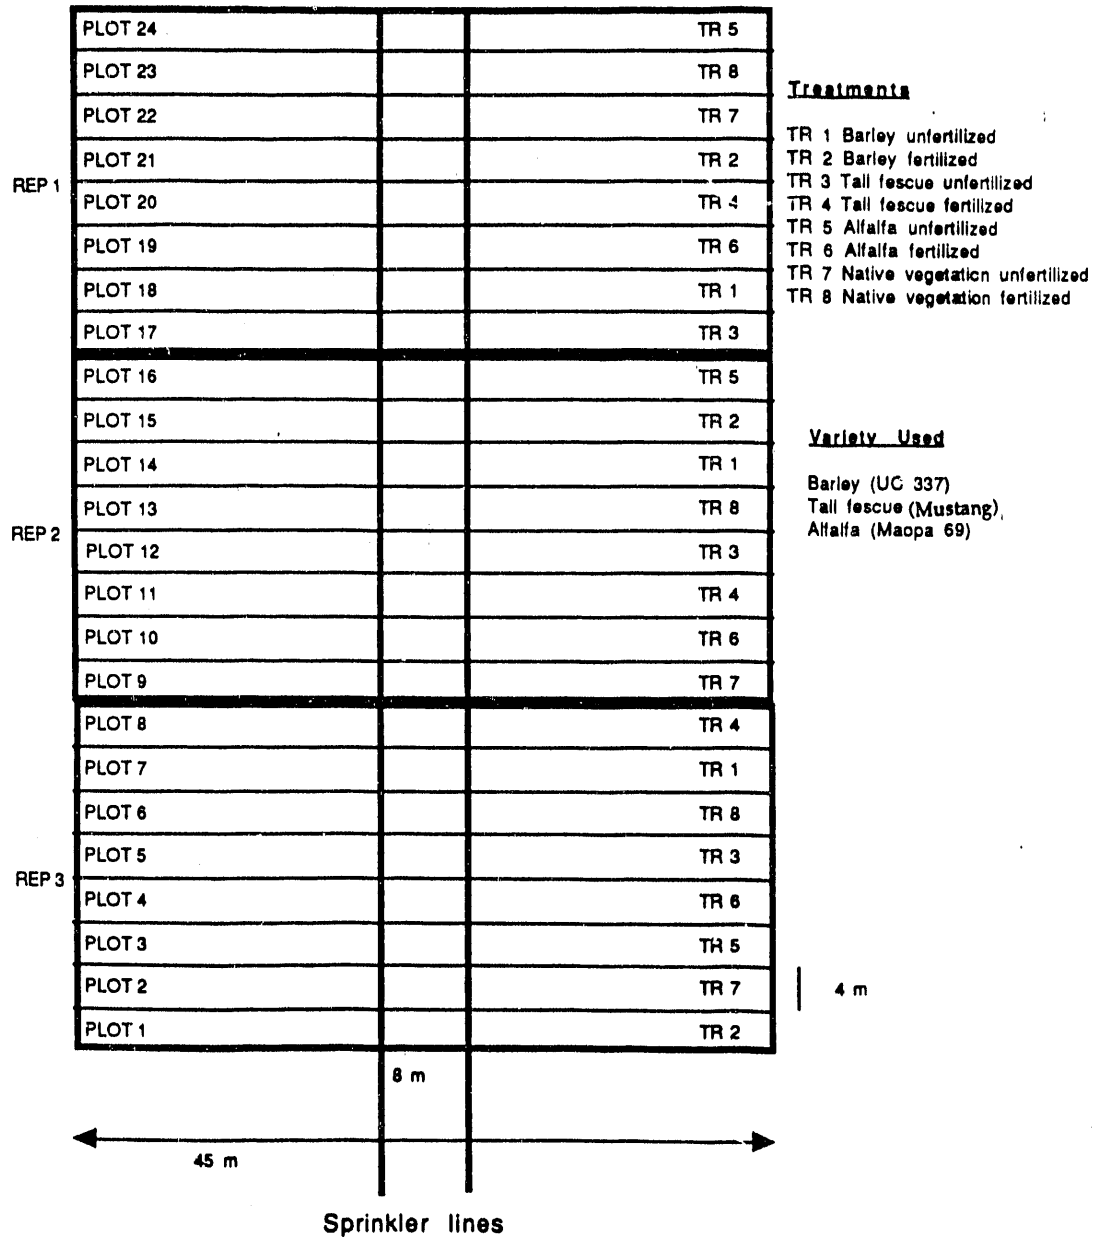 PLOT 24 TR 5
PLOT 23 TR 8
PLOT 22 TR 7
PLOT 21 TR 2
REP 1
PLOT 20 TR 4
PLOT 19 TR 6
PLOT 18 TR 1
PLOT 17 TR 3
PLOT 16 TR 5
PLOT 15 TR 2
PLOT 14 TR 1
PLOT 13 TR 8
REP 2
PLOT 12 TR 3
PLOT 11 TR 4
PLOT 10 TR 6
PLOT 9 TR 7
PLOT 8 TR 4
PLOT 7 TR 1
PLOT 6 TR 8
PLOT 5 TR 3
REP 3
PLOT 4 TR 6
PLOT 3 TR 5
PLOT 2 TR 7
PLOT 1 TR 2
Treatments
TR 1 Barley unfertilized
TR 2 Barley fertilized
TR 3 Tall fescue unfertilized
TR 4 Tall fescue fertilized
TR 5 Alfalfa unfertilized
TR 6 Alfalfa fertilized
TR 7 Native vegetation unfertilized
TR 8 Native vegetation fertilized
Variety Used
Barley (UC 337)
Tall fescue (Mustang)
Alfalfa (Maopa 69)
4 m
8 m
45 m
Sprinkler lines